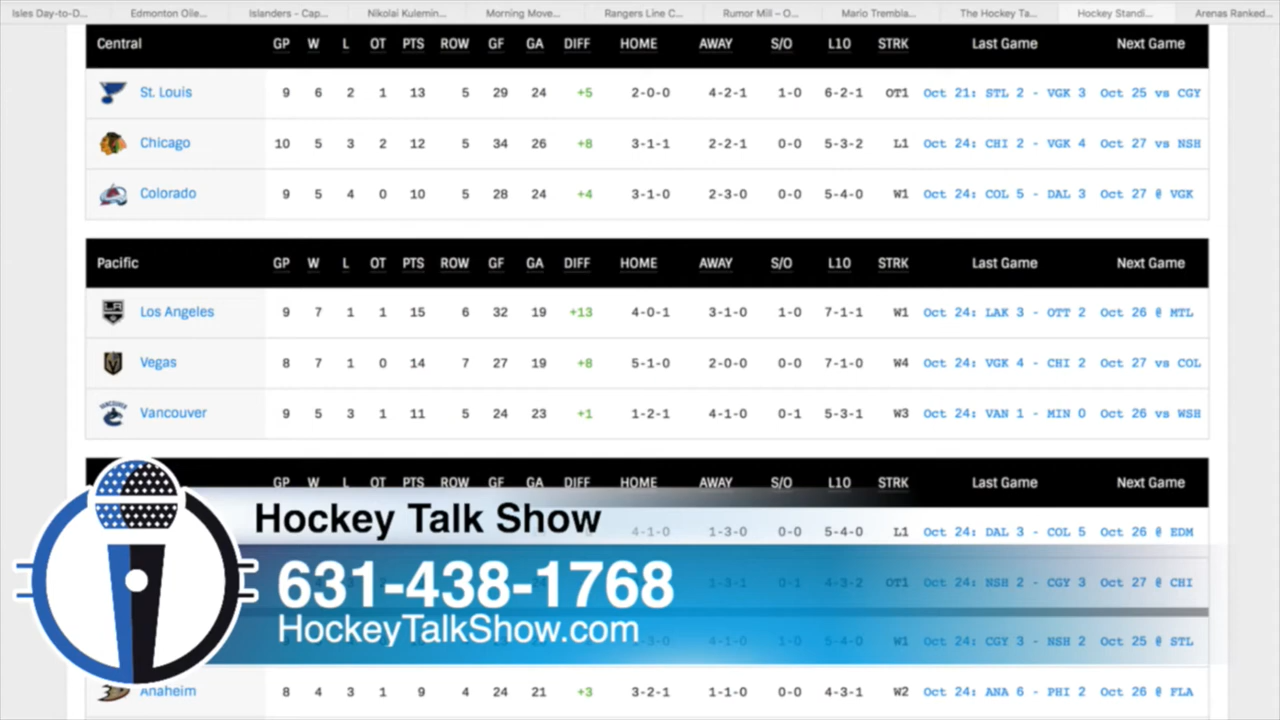 Isles Day-to-D... Edmonton Oile... Islanders – Cap... Nikolai Kulemin... Morning Move... Rangers Line C... Rumor Mill – O... Mario Trembla... The Hockey Ta... Hockey Standi... Arenas Ranked...
Central GP W L OT PTS ROW GF GA DIFF HOME AWAY S/O L10 STRK Last Game Next Game
St. Louis 9 6 2 1 13 5 29 24 +5 2-0-0 4-2-1 1-0 6-2-1 OT1 Oct 21: STL 2 - VGK 3 Oct 25 vs CGY
Chicago 10 5 3 2 12 5 34 26 +8 3-1-1 2-2-1 0-0 5-3-2 L1 Oct 24: CHI 2 - VGK 4 Oct 27 vs NSH
Colorado 9 5 4 0 10 5 28 24 +4 3-1-0 2-3-0 0-0 5-4-0 W1 Oct 24: COL 5 - DAL 3 Oct 27 @ VGK
Pacific GP W L OT PTS ROW GF GA DIFF HOME AWAY S/O L10 STRK Last Game Next Game
Los Angeles 9 7 1 1 15 6 32 19 +13 4-0-1 3-1-0 1-0 7-1-1 W1 Oct 24: LAK 3 - OTT 2 Oct 26 @ MTL
Vegas 8 7 1 0 14 7 27 19 +8 5-1-0 2-0-0 0-0 7-1-0 W4 Oct 24: VGK 4 - CHI 2 Oct 27 vs COL
Vancouver 9 5 3 1 11 5 24 23 +1 1-2-1 4-1-0 0-1 5-3-1 W3 Oct 24: VAN 1 - MIN 0 Oct 26 vs WSH
GP W L OT PTS ROW GF GA DIFF HOME AWAY S/O L10 STRK Last Game Next Game
Hockey Talk Show
4-1-0 1-3-0 0-0 5-4-0 L1 Oct 24: DAL 3 - COL 5 Oct 26 @ EDM
631-438-1768
1-3-1 0-1 4-3-2 OT1 Oct 24: NSH 2 - CGY 3 Oct 27 @ CHI
HockeyTalkShow.com
4-1-0 1-0 5-4-0 W1 Oct 24: CGY 3 - NSH 2 Oct 25 @ STL
Anaheim 8 4 3 1 9 4 24 21 +3 3-2-1 1-1-0 0-0 4-3-1 W2 Oct 24: ANA 6 - PHI 2 Oct 26 @ FLA